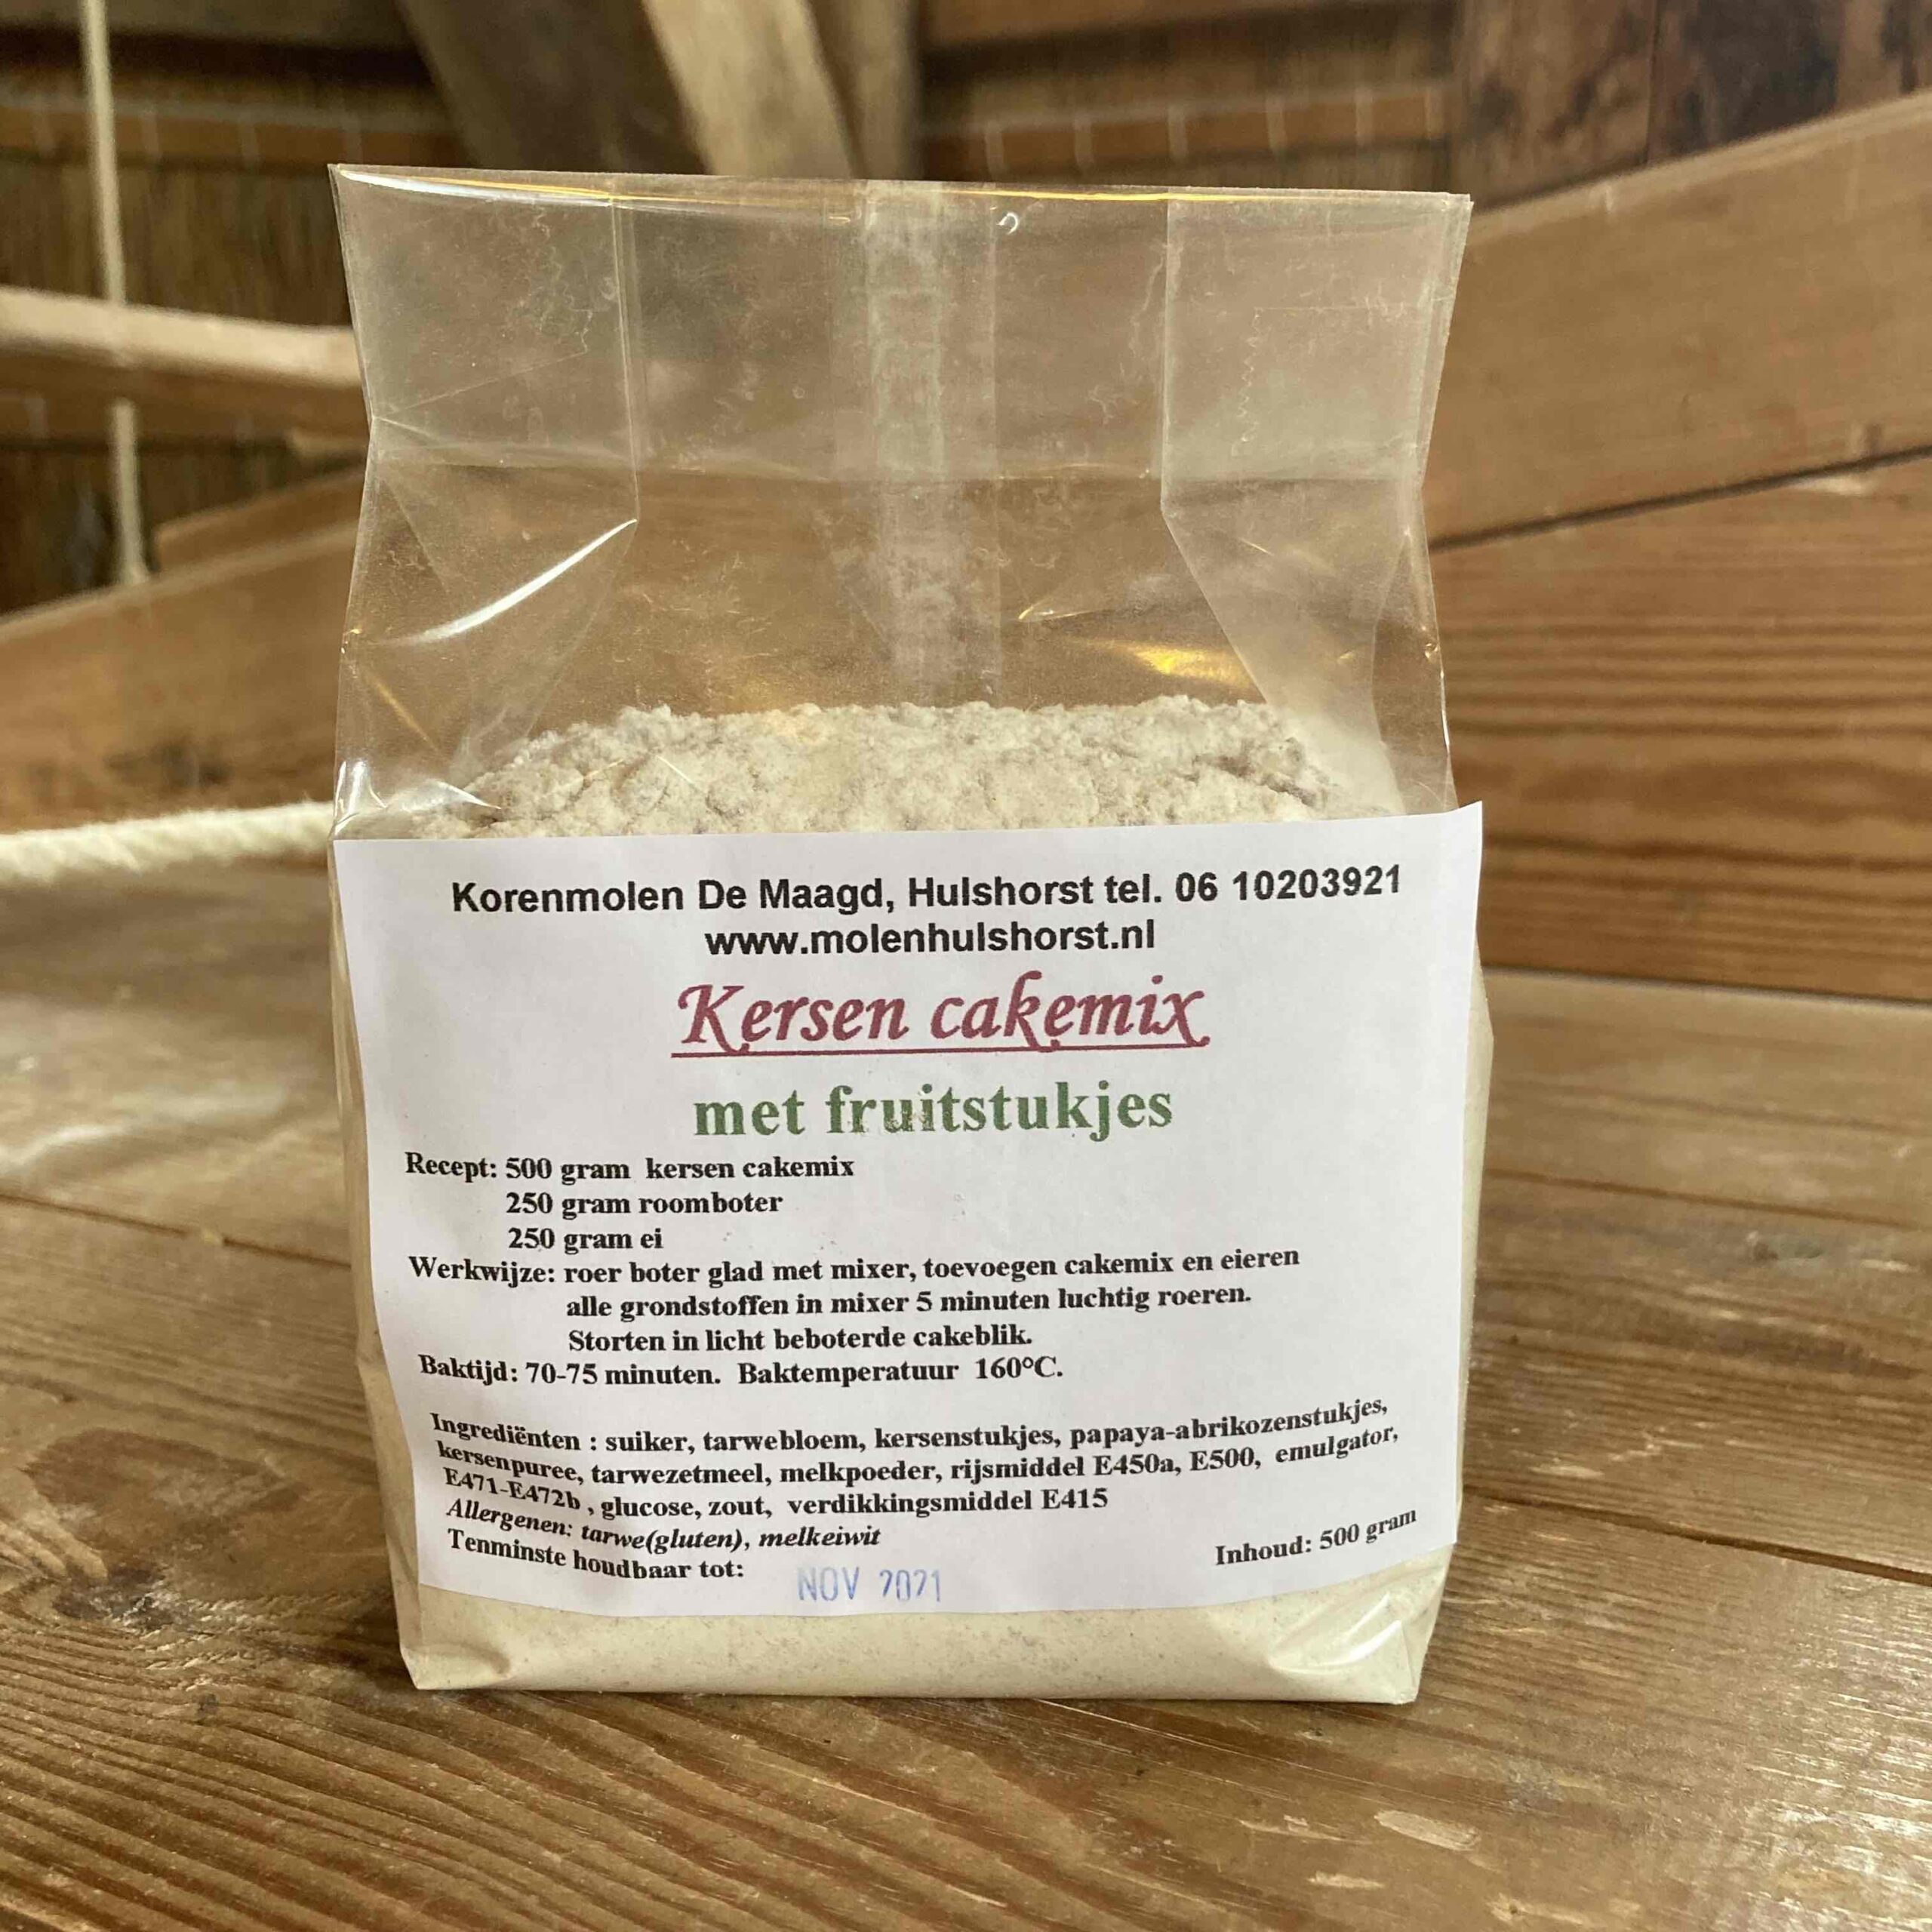 Korenmolen De Maagd, Hulshorst tel. 06 10203921
www.molenhulshorst.nl
Kersen cakemix
met fruitstukjes
Recept: 500 gram kersen cakemix
250 gram roomboter
250 gram ei
Werkwijze: roer boter glad met mixer, toevoegen cakemix en eieren
alle grondstoffen in mixer 5 minuten luchtig roeren.
Storten in licht beboterde cakeblik.
Baktijd: 70-75 minuten. Baktemperatuur 160°C.
Ingrediënten : suiker, tarwebloem, kersenstukjes, papaya-abrikozenstukjes,
kersenpuree, tarwezetmeel, melkpoeder, rijsmiddel E450a, E500, emulgator,
E471-E472b , glucose, zout, verdikkingsmiddel E415
Allergenen: tarwe(gluten), melkeiwit
Tenminste houdbaar tot: NOV 2021
Inhoud: 500 gram